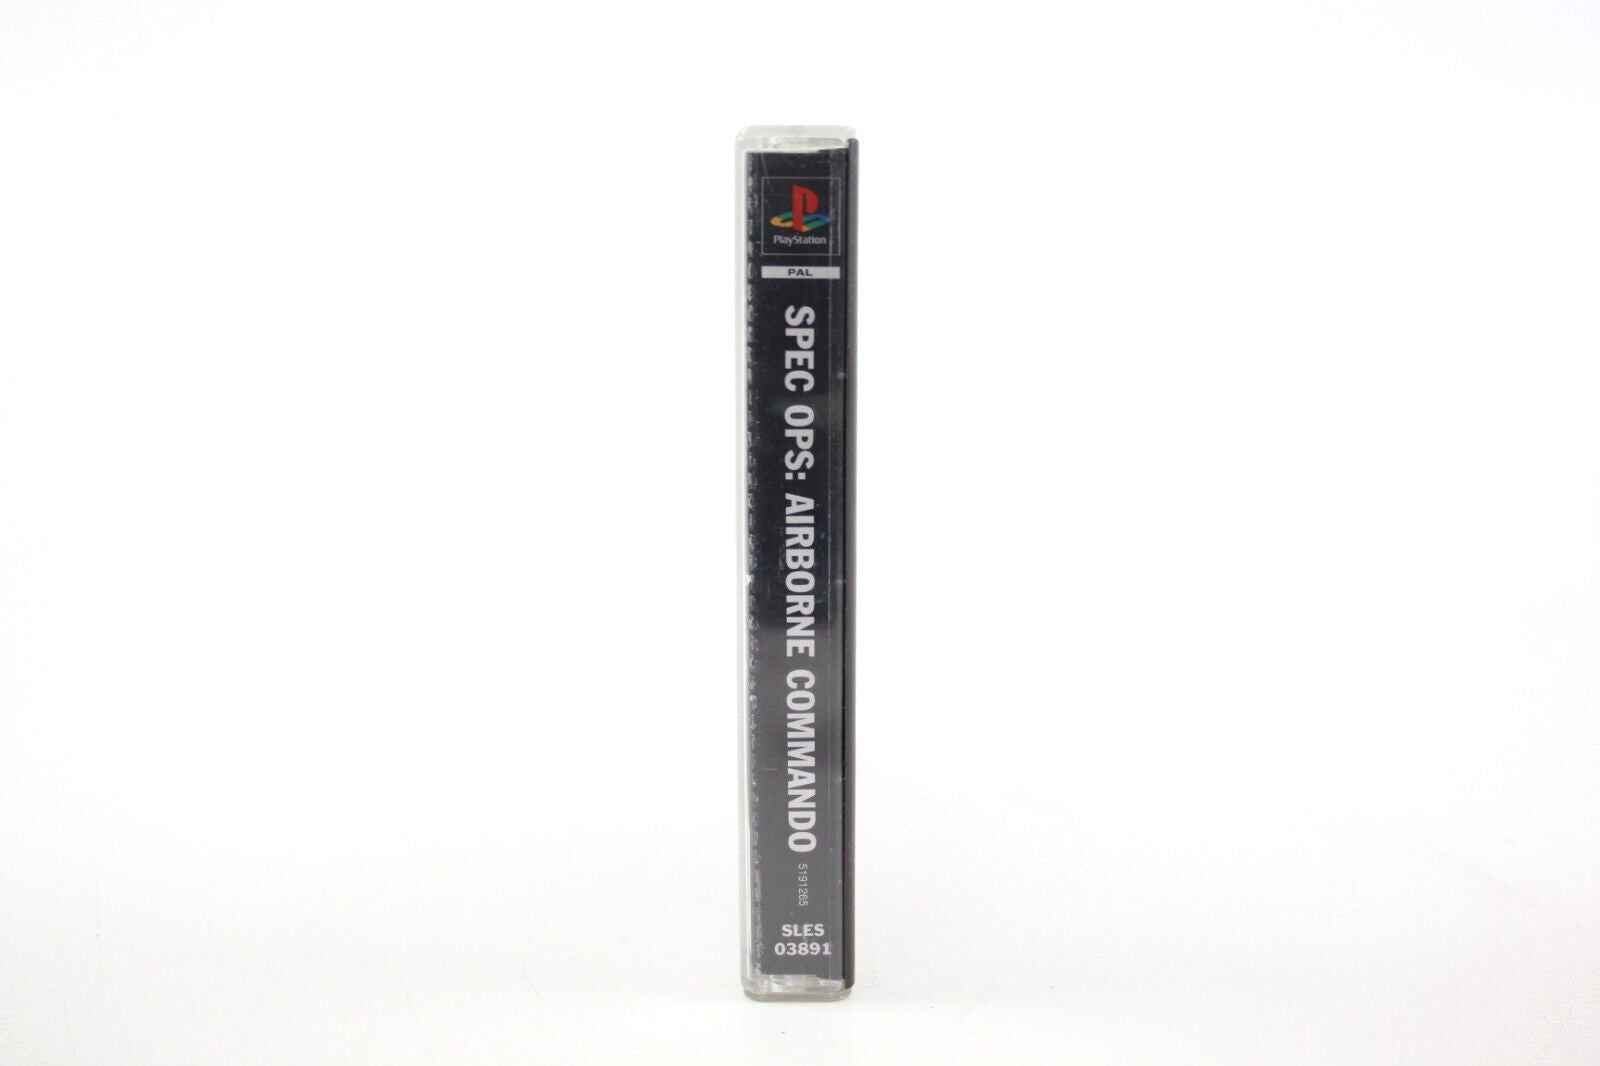 PlayStation
PAL
SPEC OPS: AIRBORNE COMMANDO
5191265
SLES
03891